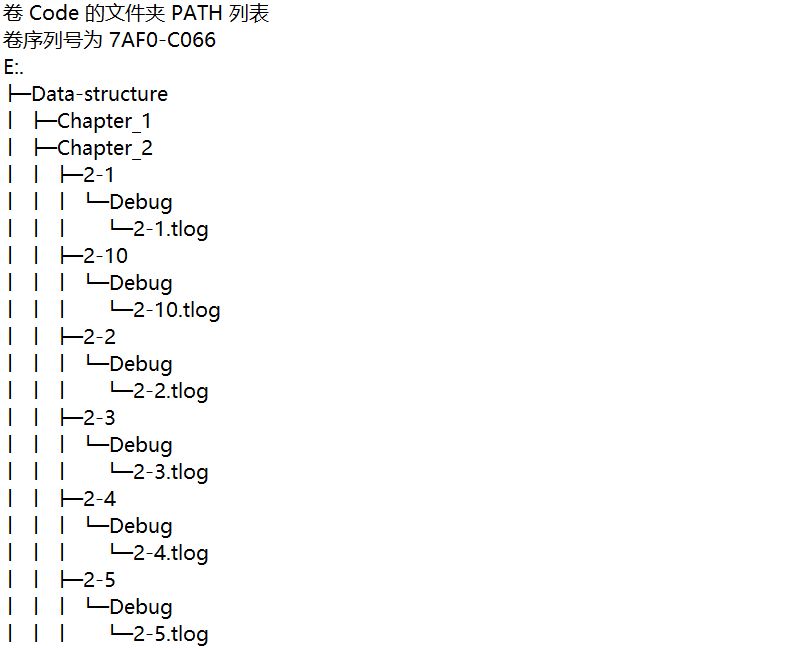 卷 Code 的文件夹 PATH 列表
卷序列号为 7AF0-C066
E:.
├─Data-structure
│  ├─Chapter_1
│  ├─Chapter_2
│  │  ├─2-1
│  │  │  └─Debug
│  │  │      └─2-1.tlog
│  │  ├─2-10
│  │  │  └─Debug
│  │  │      └─2-10.tlog
│  │  ├─2-2
│  │  │  └─Debug
│  │  │      └─2-2.tlog
│  │  ├─2-3
│  │  │  └─Debug
│  │  │      └─2-3.tlog
│  │  ├─2-4
│  │  │  └─Debug
│  │  │      └─2-4.tlog
│  │  ├─2-5
│  │  │  └─Debug
│  │  │      └─2-5.tlog